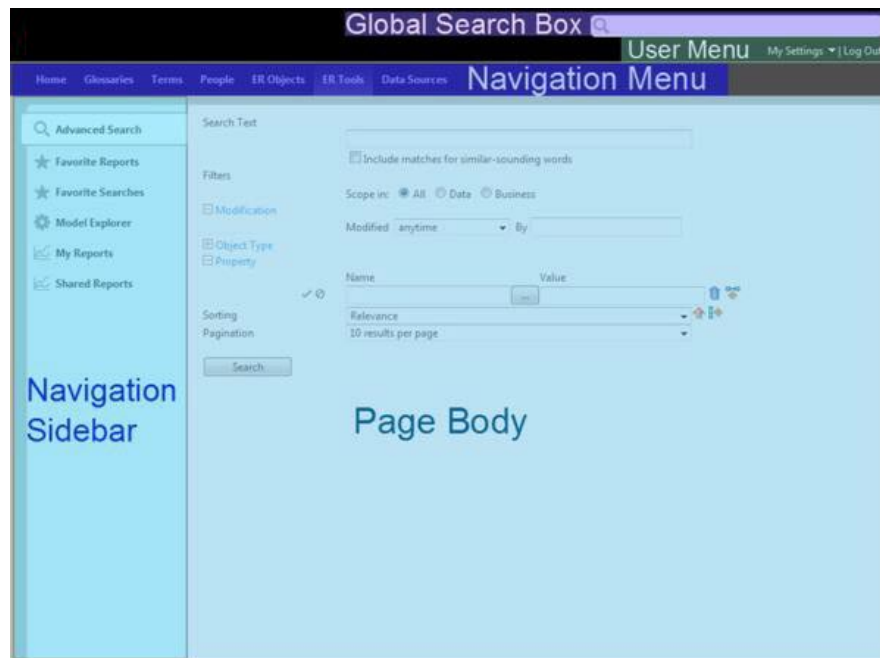 Global Search Box
User Menu My Settings | Log Out
Home Glossaries Terms People ER Objects ER Tools Data Sources Navigation Menu
Advanced Search
Favorite Reports
Favorite Searches
Model Explorer
My Reports
Shared Reports
Navigation
Sidebar
Search Text
Include matches for similar-sounding words
Filters
Scope in: All Data Business
Modification
Modified anytime By
Object Type
Property
Name Value
...
Sorting Relevance
Pagination 10 results per page
Search
Page Body